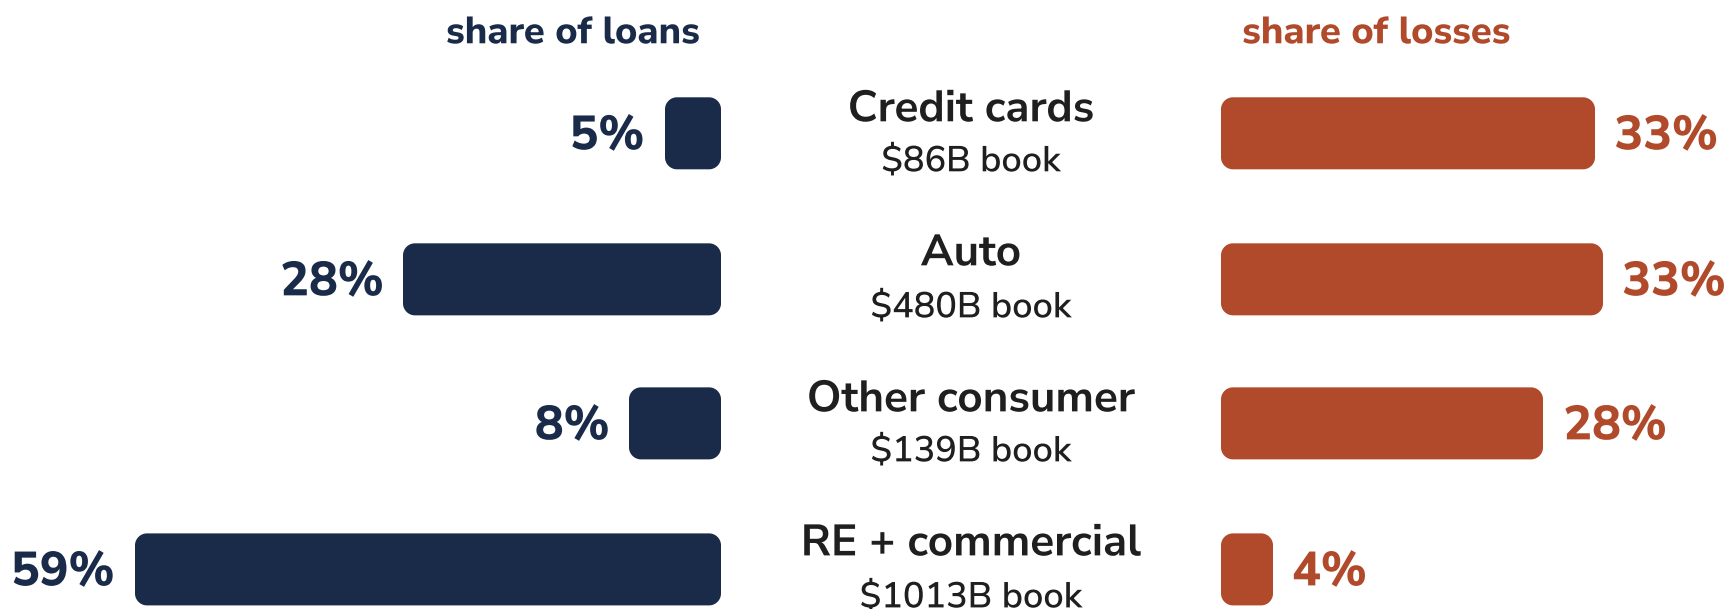 share of loans share of losses
5% Credit cards 33%
$86B book
28% Auto 33%
$480B book
8% Other consumer 28%
$139B book
59% RE + commercial 4%
$1013B book